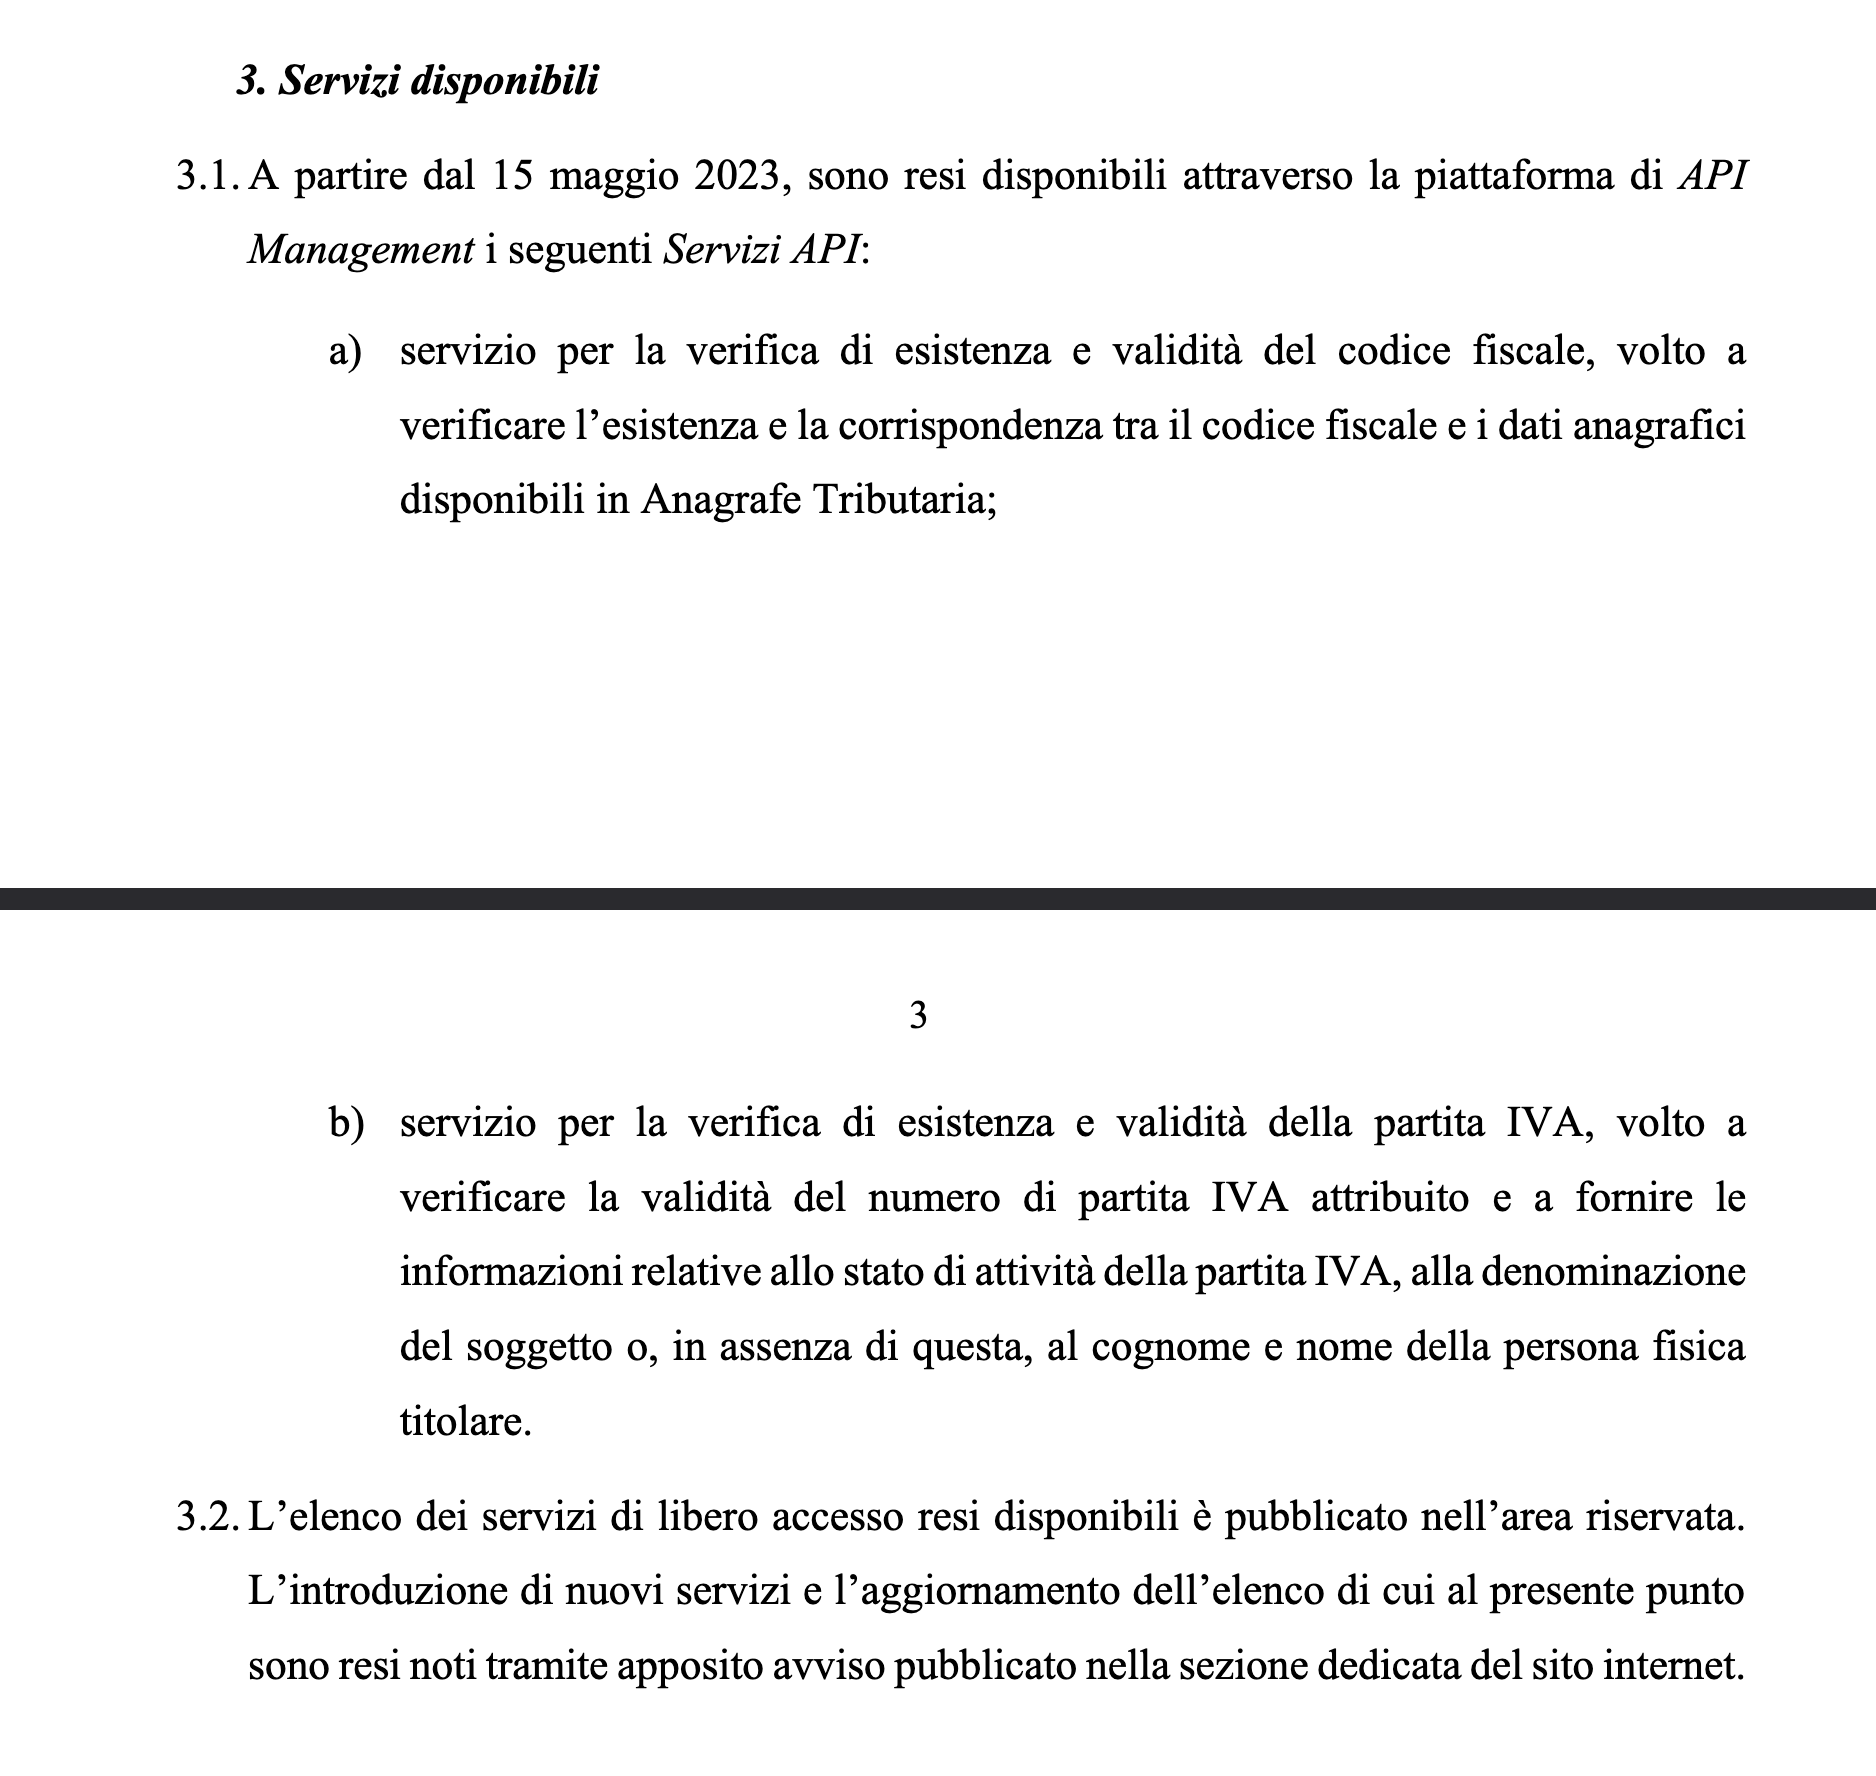 3. Servizi disponibili
3.1. A partire dal 15 maggio 2023, sono resi disponibili attraverso la piattaforma di API
Management i seguenti Servizi API:
a) servizio per la verifica di esistenza e validità del codice fiscale, volto a
verificare l’esistenza e la corrispondenza tra il codice fiscale e i dati anagrafici
disponibili in Anagrafe Tributaria;
3
b) servizio per la verifica di esistenza e validità della partita IVA, volto a
verificare la validità del numero di partita IVA attribuito e a fornire le
informazioni relative allo stato di attività della partita IVA, alla denominazione
del soggetto o, in assenza di questa, al cognome e nome della persona fisica
titolare.
3.2. L’elenco dei servizi di libero accesso resi disponibili è pubblicato nell’area riservata.
L’introduzione di nuovi servizi e l’aggiornamento dell’elenco di cui al presente punto
sono resi noti tramite apposito avviso pubblicato nella sezione dedicata del sito internet.